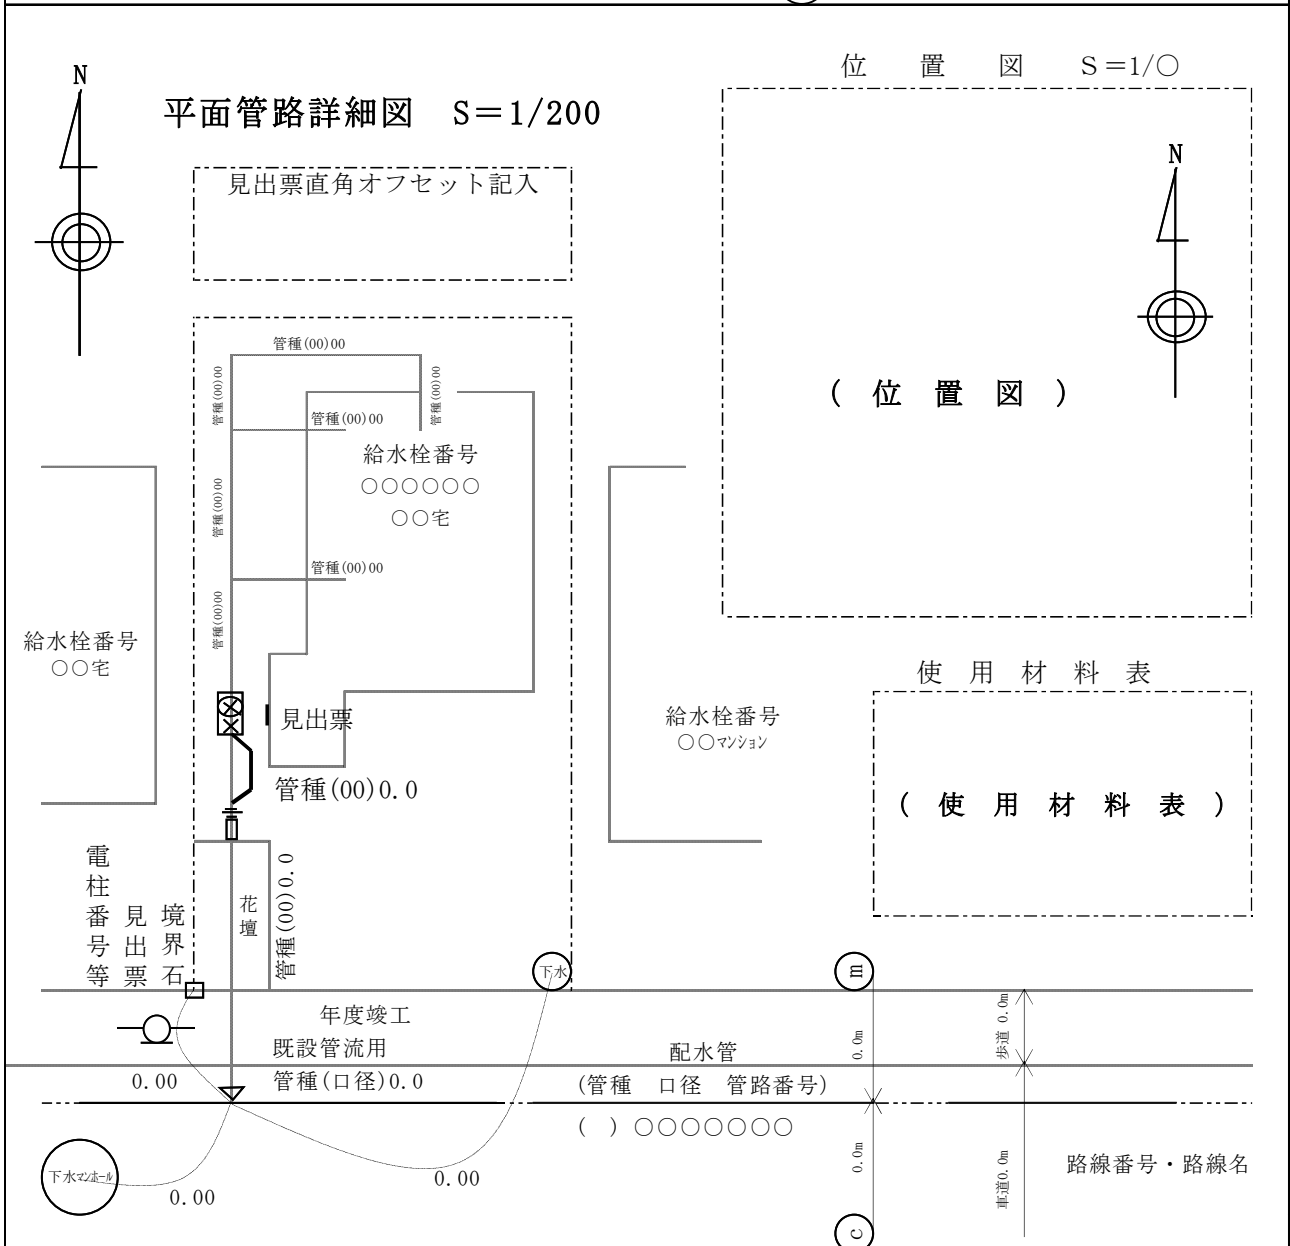 位 置 図 S=1/○
N
平面管路詳細図 S=1/200
見出票直角オフセット記入
N
(位置図)
管種(00)00
管種(00)00
管種(00)00
管種(00)00
給水栓番号
○○○○○○
○○宅
管種(00)00
管種(00)00
管種(00)00
給水栓番号
○○宅
見出票
管種(00)0.0
給水栓番号
○○マンション
使用材料表
(使用材料表)
電柱番号等
見出票
境界石
花壇
管種(00)0.0
下水
m
年度竣工
既設管流用
管種(口径)0.0
0.00
配水管
(管種 口径 管路番号)
( )○○○○○○○
0.0m
歩道 0.0m
0.0m
車道0.0m
路線番号・路線名
下水マンホール
0.00
0.00
c